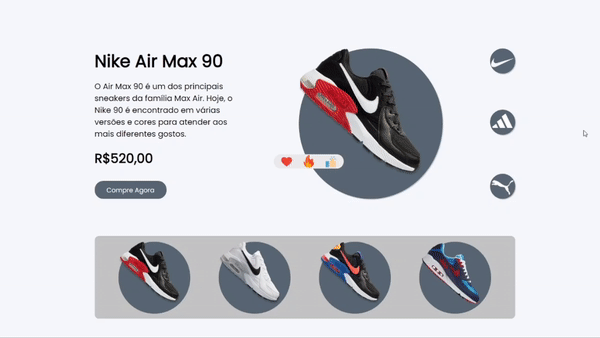 Nike Air Max 90
O Air Max 90 é um dos principais
sneakers da família Max Air. Hoje, o
Nike 90 é encontrado em várias
versões e cores para atender aos
mais diferentes gostos.
R$520,00
Compre Agora